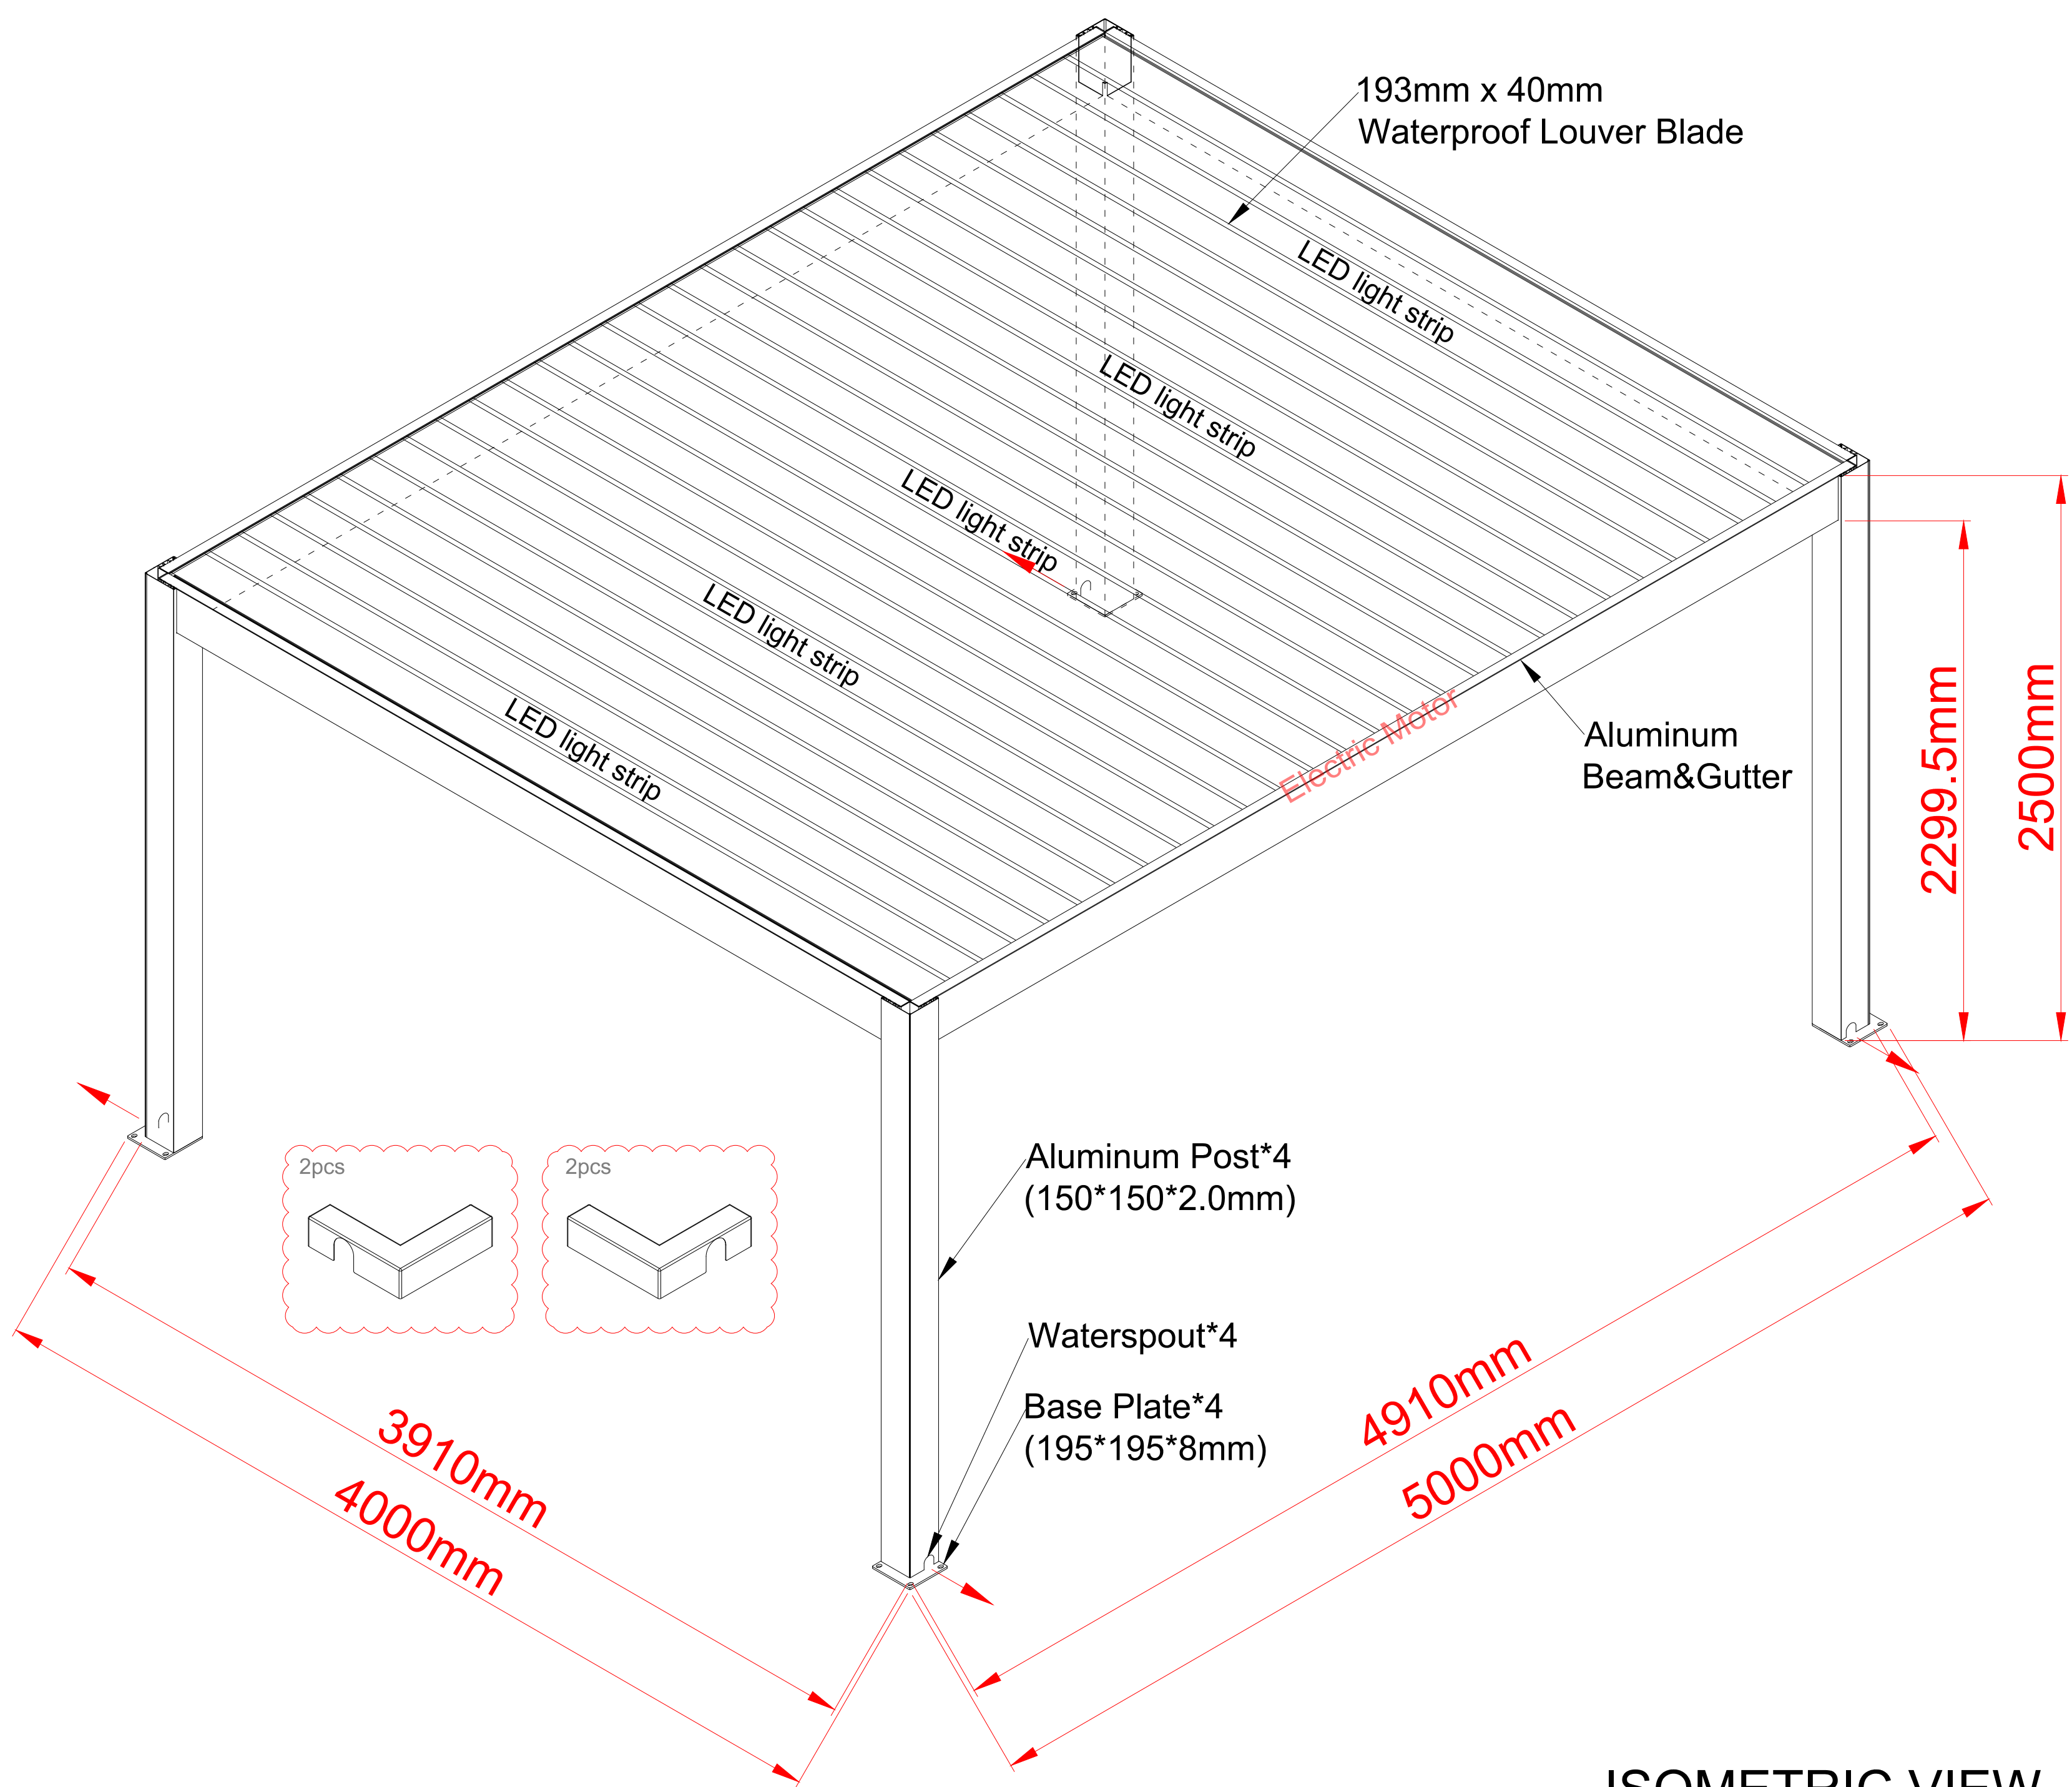 193mm x 40mm
Waterproof Louver Blade
LED light strip
LED light strip
LED light strip
LED light strip
LED light strip
Electric Motor
Aluminum
Beam&Gutter
2299.5mm
2500mm
2pcs
2pcs
Aluminum Post*4
(150*150*2.0mm)
Waterspout*4
Base Plate*4
(195*195*8mm)
3910mm
4000mm
4910mm
5000mm
ISOMETRIC VIEW